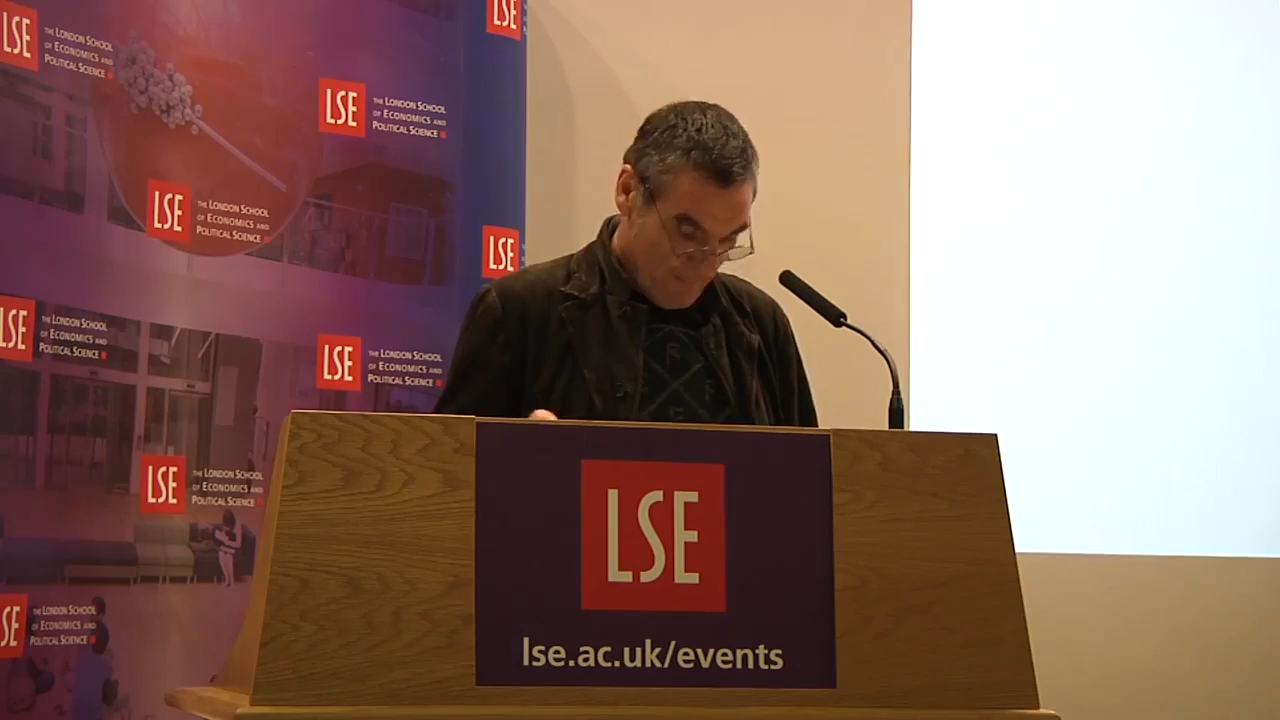 LSE
THE LONDON SCHOOL
OF ECONOMICS AND
POLITICAL SCIENCE
LSE
LSE
THE LONDON SCHOOL
OF ECONOMICS AND
POLITICAL SCIENCE
LSE
THE LONDON SCHOOL
OF ECONOMICS AND
POLITICAL SCIENCE
LSE
LSE
THE LONDON SCHOOL
OF ECONOMICS AND
POLITICAL SCIENCE
LSE
THE LONDON SCHOOL
OF ECONOMICS AND
POLITICAL SCIENCE
LSE
THE LONDON SCHOOL
OF ECONOMICS AND
POLITICAL SCIENCE
LSE
THE LONDON SCHOOL
OF ECONOMICS AND
POLITICAL SCIENCE
LSE
lse.ac.uk/events